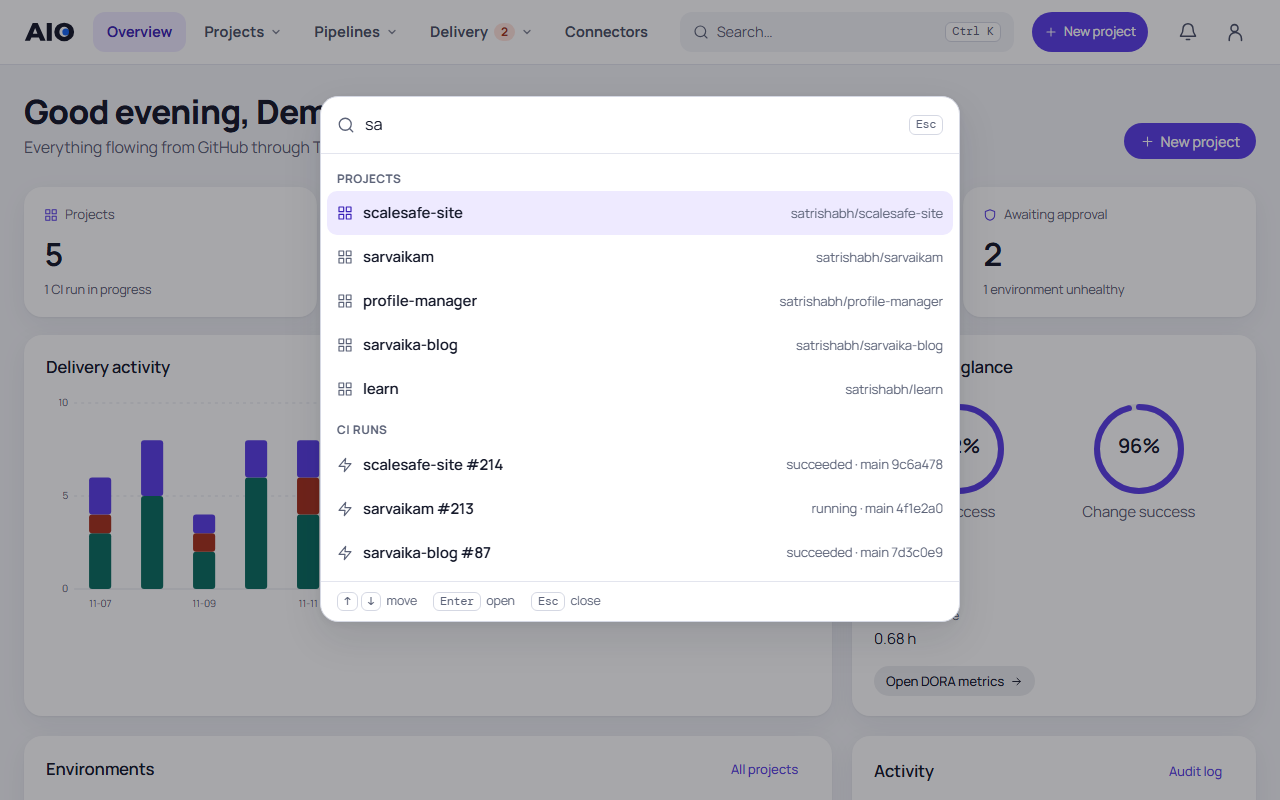 AIO
Overview
Projects
Pipelines
Delivery 2
Connectors
Search...
Ctrl K
New project
Good evening,
Everything flowing from GitHub through
New project
sa
Esc
PROJECTS
scalesafe-site satrishabh/scalesafe-site
sarvaikam satrishabh/sarvaikam
profile-manager satrishabh/profile-manager
sarvaika-blog satrishabh/sarvaika-blog
learn satrishabh/learn
CI RUNS
scalesafe-site #214 succeeded · main 9c6a478
sarvaikam #213 running · main 4f1e2a0
sarvaika-blog #87 succeeded · main 7d3c0e9
↑ ↓ move Enter open Esc close
Projects
5
1 CI run in progress
Awaiting approval
2
1 environment unhealthy
Delivery activity
10
5
0
11-07
11-09
11-11
glance
96%
Change success
0.68 h
Open DORA metrics →
Environments
All projects
Activity
Audit log